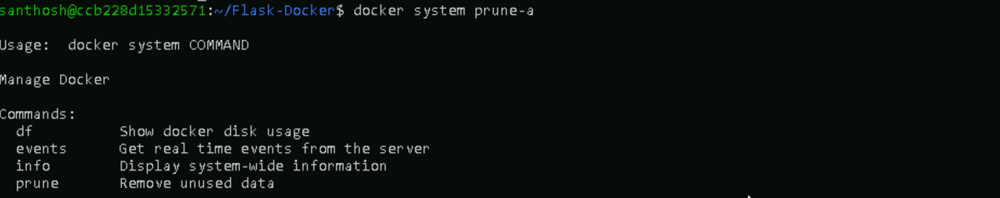 santhosh@ccb228d15332571:~/Flask-Docker$ docker system prune-a
Usage:  docker system COMMAND
Manage Docker
Commands:
  df          Show docker disk usage
  events      Get real time events from the server
  info        Display system-wide information
  prune       Remove unused data